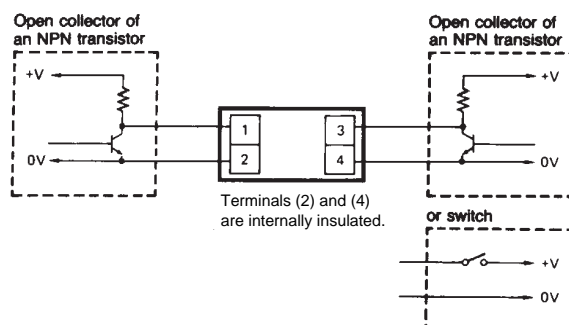 Open collector of
an NPN transistor
+V
0V
1
2
3
4
Terminals (2) and (4)
are internally insulated.
Open collector of
an NPN transistor
+V
0V
or switch
+V
0V